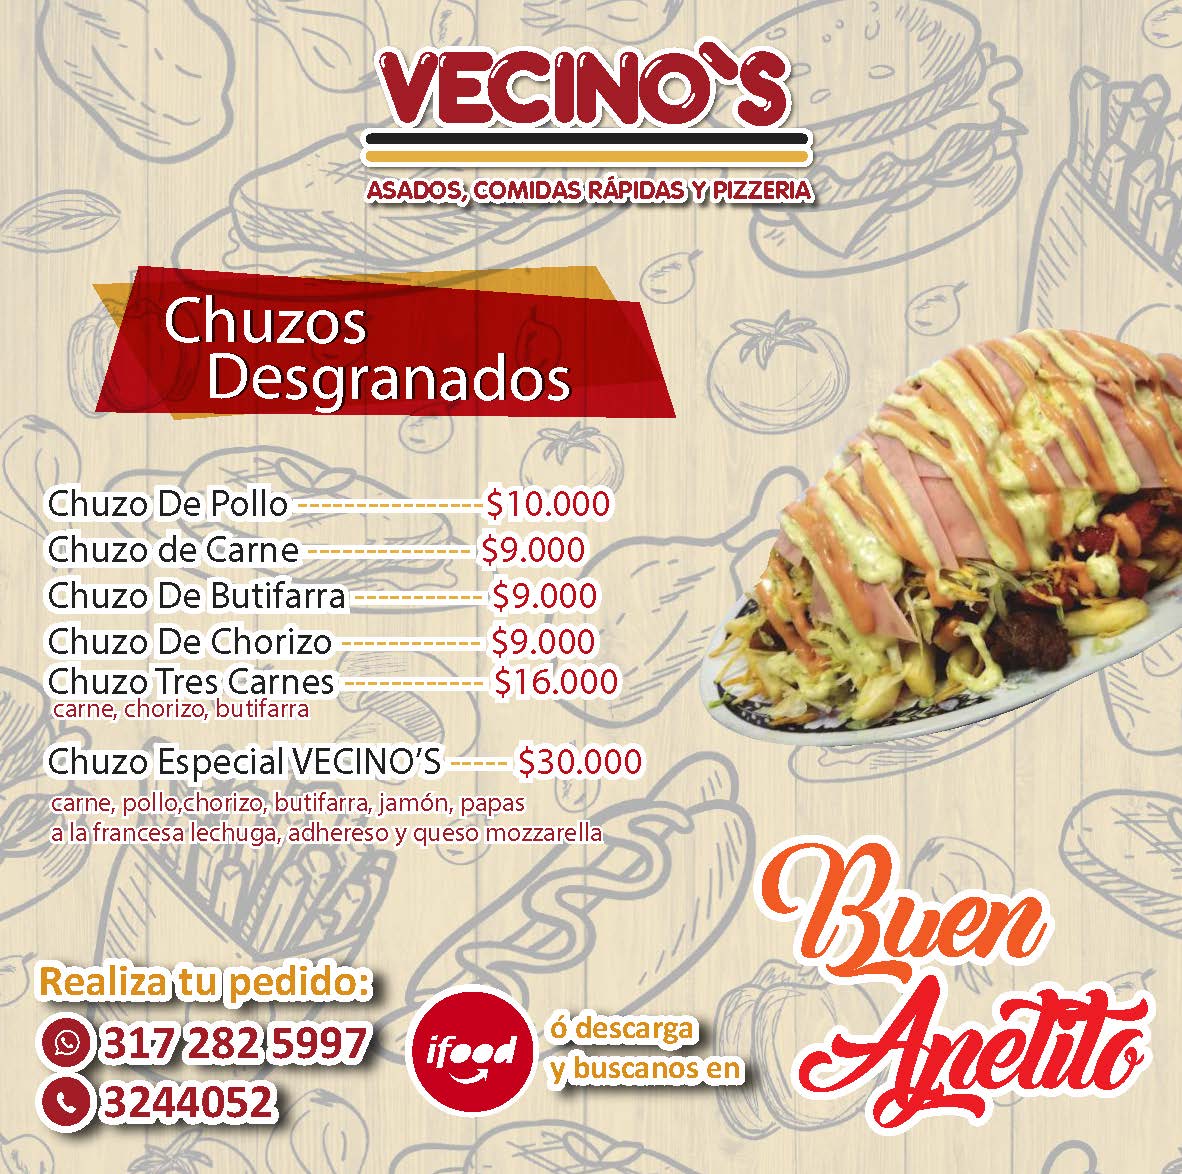 VECINO`S
ASADOS, COMIDAS RÁPIDAS Y PIZZERIA
Chuzos
Desgranados
Chuzo De Pollo ---------------- $10.000
Chuzo de Carne -------------- $9.000
Chuzo De Butifarra ----------- $9.000
Chuzo De Chorizo ------------ $9.000
Chuzo Tres Carnes ------------ $16.000
carne, chorizo, butifarra
Chuzo Especial VECINO'S ----- $30.000
carne, pollo,chorizo, butifarra, jamón, papas
a la francesa lechuga, adhereso y queso mozzarella
Realiza tu pedido:
317 282 5997
3244052
ifood
ó descarga
y buscanos en
Buen
Apetito